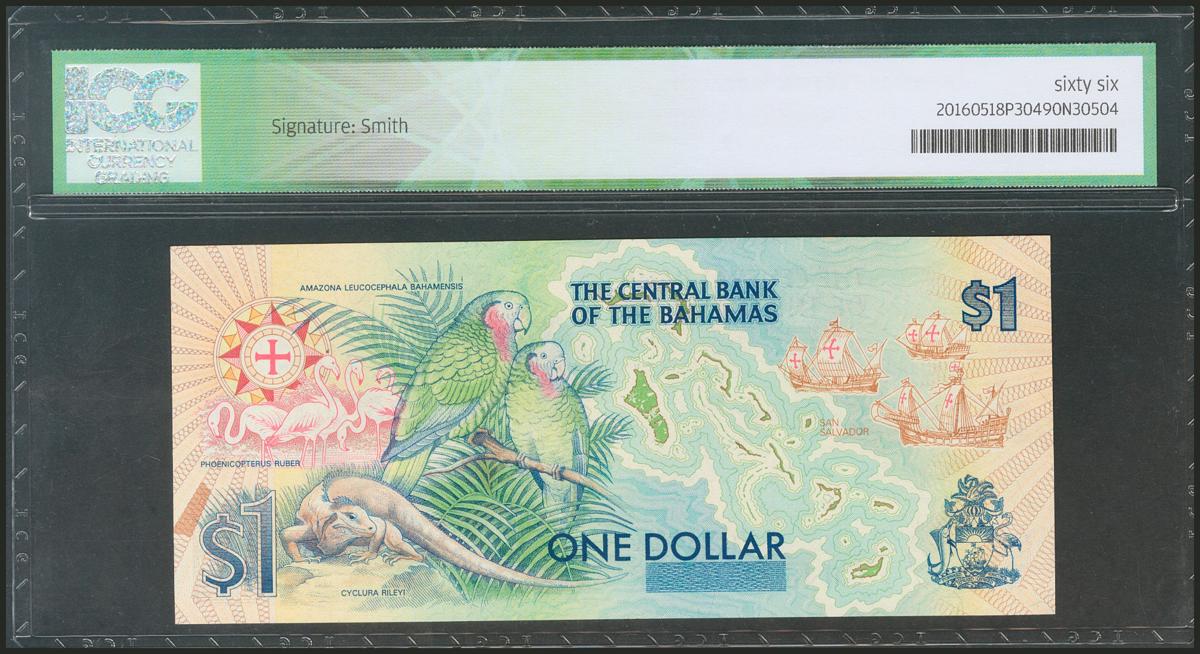 ICG
INTERNATIONAL
CURRENCY
GRADING
Signature: Smith
sixty six
20160518P30490N30504
AMAZONA LEUCOCEPHALA BAHAMENSIS
THE CENTRAL BANK
OF THE BAHAMAS
$1
SAN
SALVADOR
PHOENICOPTERUS RUBER
$1
ONE DOLLAR
CYCLURA RILEYI